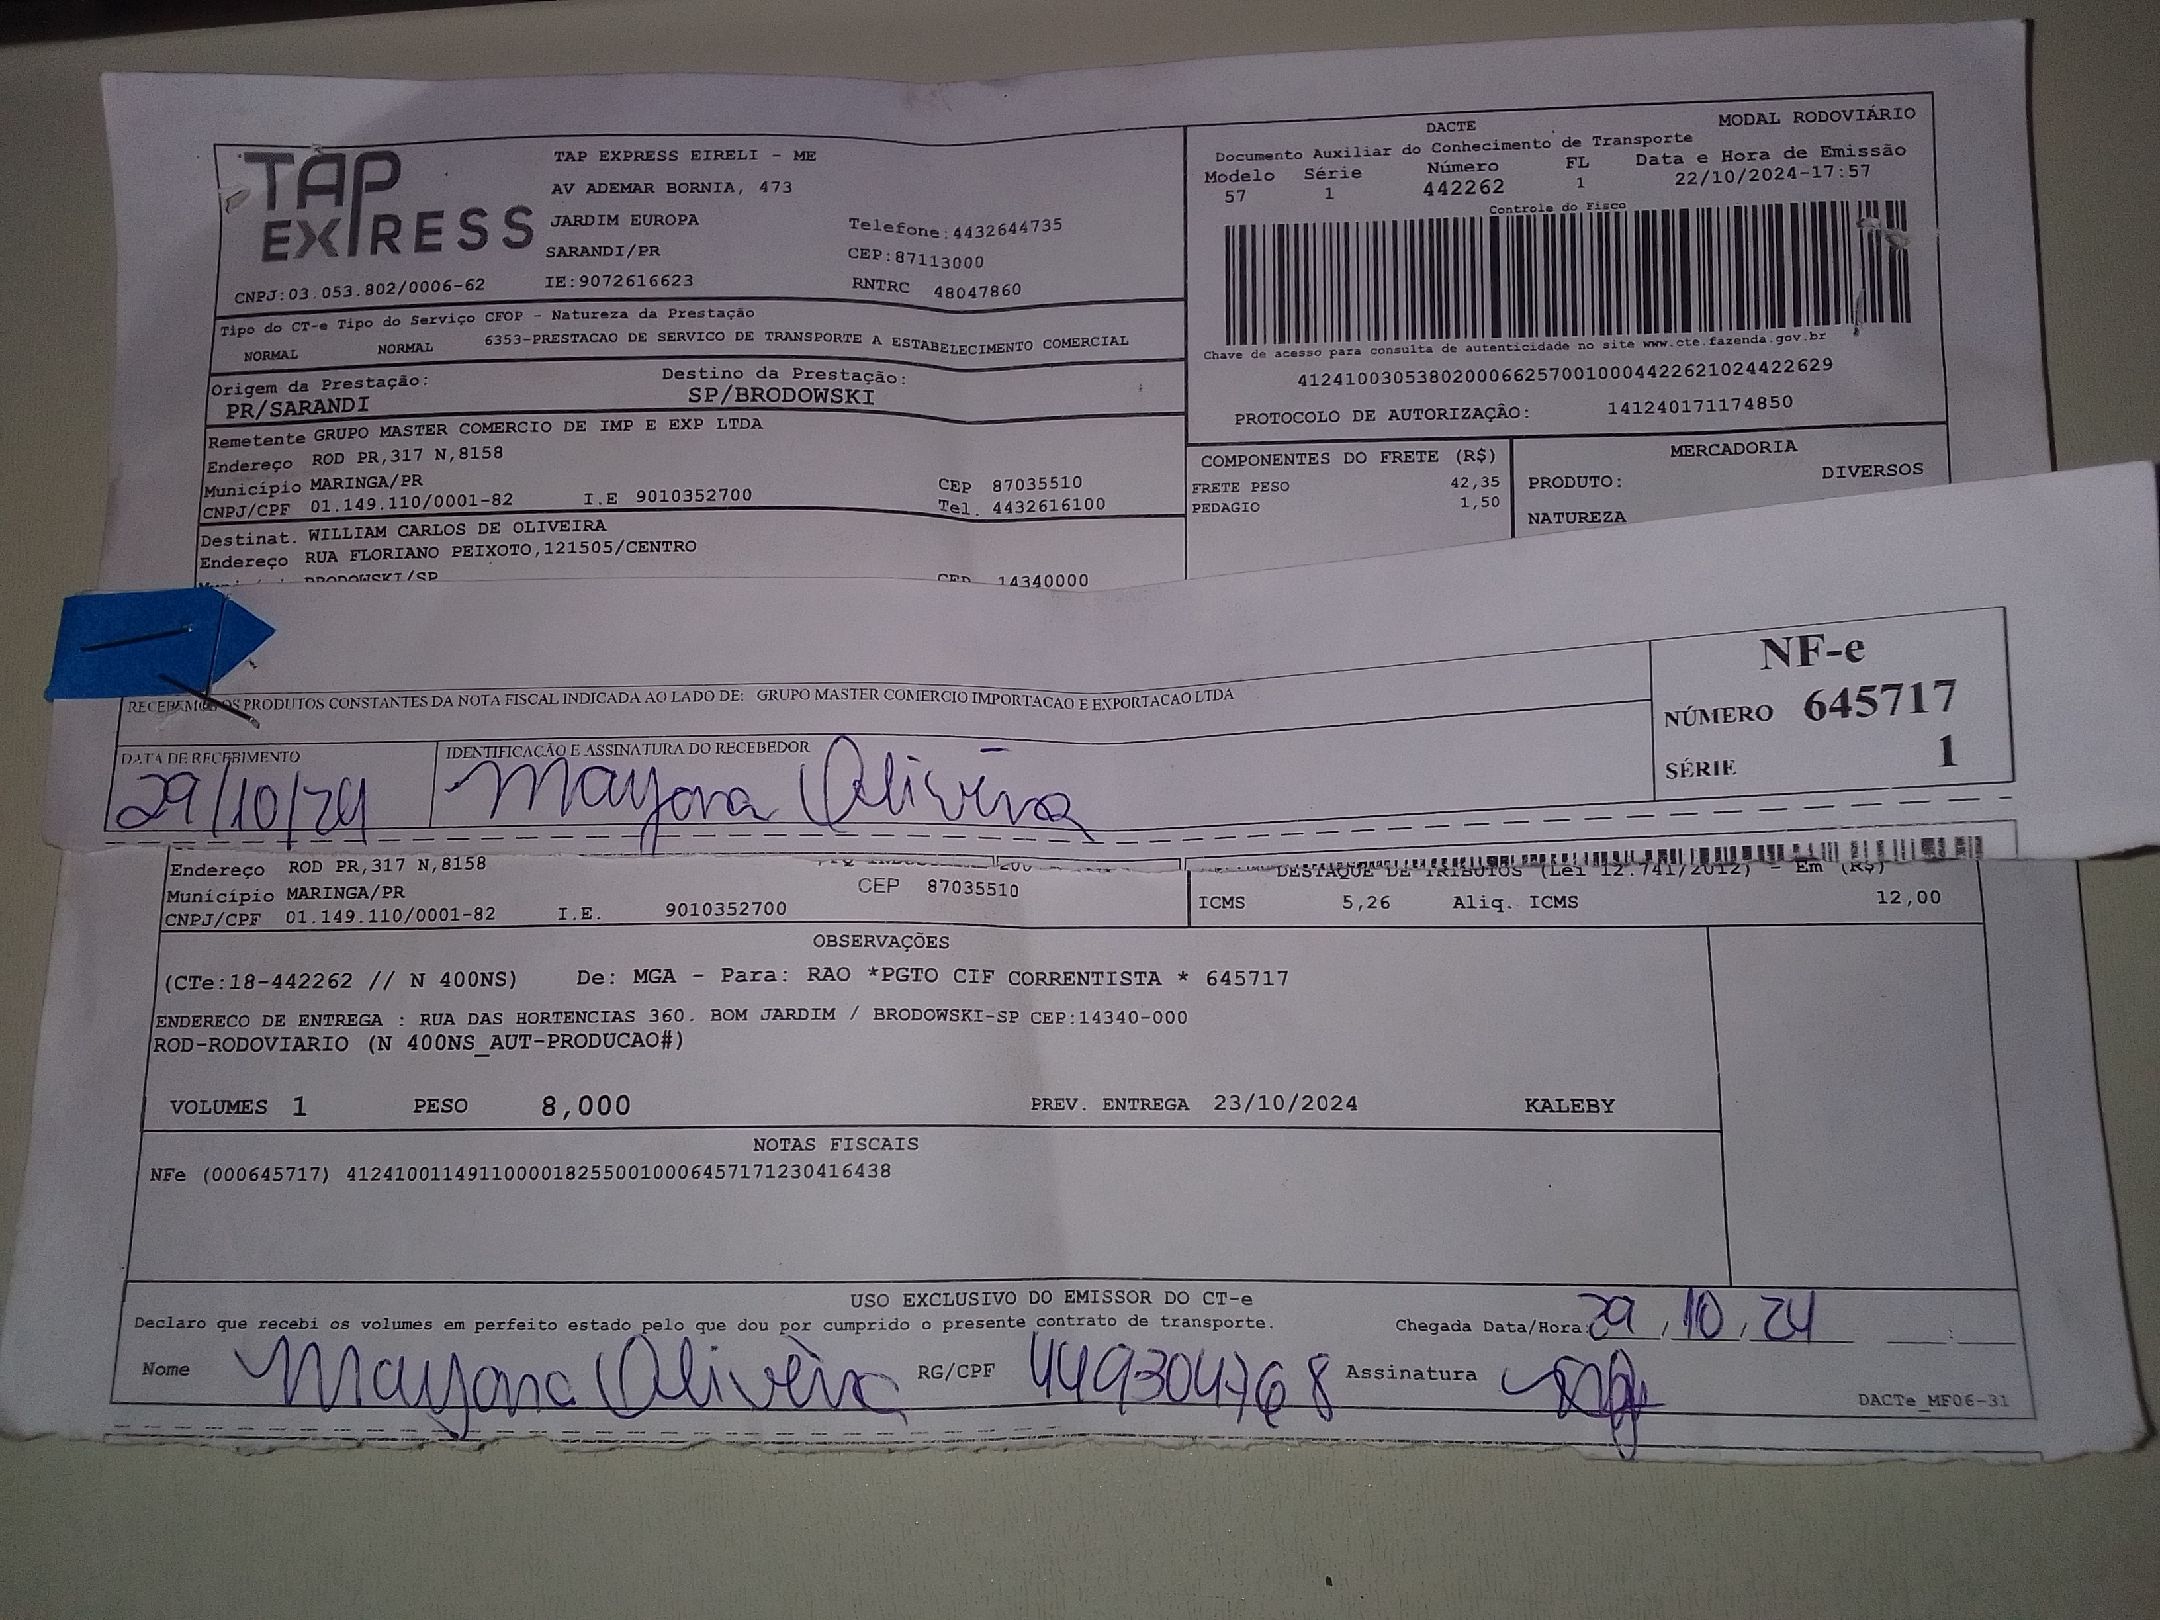 TAP EXPRESS
TAP EXPRESS EIRELI - ME
AV ADEMAR BORNIA, 473
JARDIM EUROPA Telefone:4432644735
SARANDI/PR CEP:87113000
CNPJ:03.053.802/0006-62 IE:9072616623 RNTRC 48047860
DACTE MODAL RODOVIÁRIO
Documento Auxiliar do Conhecimento de Transporte
Modelo Série Número FL Data e Hora de Emissão
57 1 442262 1 22/10/2024-17:57
Controle do Fisco
Chave de acesso para consulta de autenticidade no site www.cte.fazenda.gov.br
41241003053802000662570010004422621024422629
PROTOCOLO DE AUTORIZAÇÃO: 141240171174850
Tipo do CT-e Tipo do Serviço CFOP - Natureza da Prestação
NORMAL NORMAL 6353-PRESTACAO DE SERVICO DE TRANSPORTE A ESTABELECIMENTO COMERCIAL
Origem da Prestação: Destino da Prestação:
PR/SARANDI SP/BRODOWSKI
Remetente GRUPO MASTER COMERCIO DE IMP E EXP LTDA
Endereço ROD PR,317 N,8158
Município MARINGA/PR CEP 87035510
CNPJ/CPF 01.149.110/0001-82 I.E 9010352700 Tel. 4432616100
COMPONENTES DO FRETE (R$)
FRETE PESO 42,35
PEDAGIO 1,50
MERCADORIA
PRODUTO: DIVERSOS
NATUREZA
Destinat. WILLIAM CARLOS DE OLIVEIRA
Endereço RUA FLORIANO PEIXOTO,121505/CENTRO
BRODOWSKI/SP CEP 14340000
RECEBEMOS OS PRODUTOS CONSTANTES DA NOTA FISCAL INDICADA AO LADO DE: GRUPO MASTER COMERCIO IMPORTACAO E EXPORTACAO LTDA
NF-e
NÚMERO 645717
SÉRIE 1
DATA DE RECEBIMENTO IDENTIFICAÇÃO E ASSINATURA DO RECEBEDOR
29/10/24 Mayara Oliveira
Endereço ROD PR,317 N,8158
Município MARINGA/PR CEP 87035510
CNPJ/CPF 01.149.110/0001-82 I.E. 9010352700
DESTAQUE DE TRIBUTOS (Lei 12.741/2012) - Em (R$)
ICMS 5,26 Aliq. ICMS 12,00
OBSERVAÇÕES
(CTe:18-442262 // N 400NS) De: MGA - Para: RAO *PGTO CIF CORRENTISTA * 645717
ENDERECO DE ENTREGA : RUA DAS HORTENCIAS 360. BOM JARDIM / BRODOWSKI-SP CEP:14340-000
ROD-RODOVIARIO (N 400NS_AUT-PRODUCAO#)
VOLUMES 1 PESO 8,000 PREV. ENTREGA 23/10/2024 KALEBY
NOTAS FISCAIS
NFe (000645717) 41241001149110000182550010006457171230416438
USO EXCLUSIVO DO EMISSOR DO CT-e
Declaro que recebi os volumes em perfeito estado pelo que dou por cumprido o presente contrato de transporte. Chegada Data/Hora: 29,10,24 :
Nome Mayara Oliveira RG/CPF 449304768 Assinatura
DACTe_MF06-31